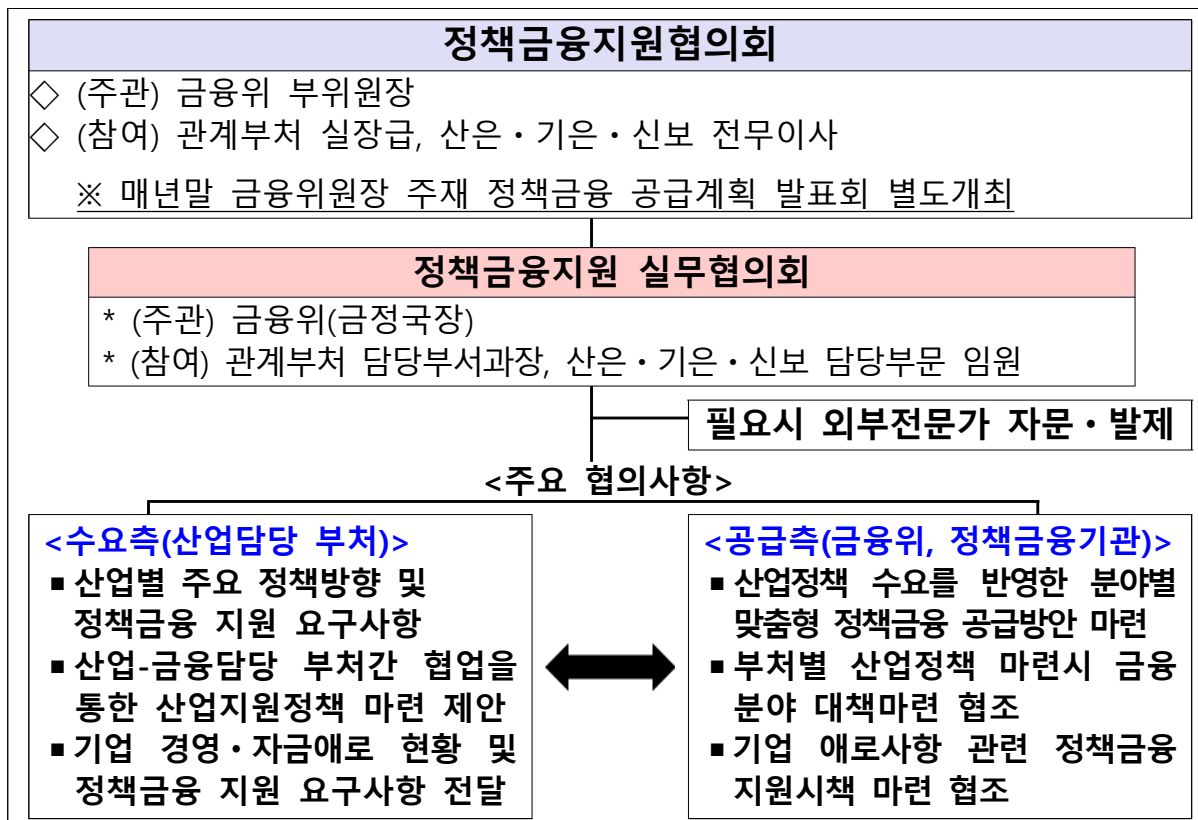 정책금융지원협의회
◇ (주관) 금융위 부위원장
◇ (참여) 관계부처 실장급, 산은・기은・신보 전무이사
※ 매년말 금융위원장 주재 정책금융 공급계획 발표회 별도개최
정책금융지원 실무협의회
* (주관) 금융위(금정국장)
* (참여) 관계부처 담당부서과장, 산은・기은・신보 담당부문 임원
필요시 외부전문가 자문・발제
<주요 협의사항>
<수요측(산업담당 부처)>
▪ 산업별 주요 정책방향 및
정책금융 지원 요구사항
▪ 산업-금융담당 부처간 협업을
통한 산업지원정책 마련 제안
▪ 기업 경영・자금애로 현황 및
정책금융 지원 요구사항 전달
<공급측(금융위, 정책금융기관)>
▪ 산업정책 수요를 반영한 분야별
맞춤형 정책금융 공급방안 마련
▪ 부처별 산업정책 마련시 금융
분야 대책마련 협조
▪ 기업 애로사항 관련 정책금융
지원시책 마련 협조